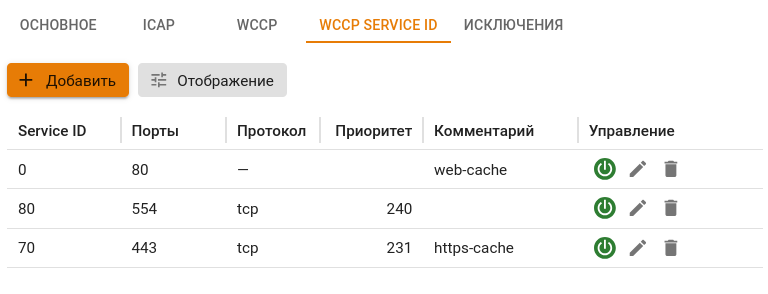 ОСНОВНОЕ ICAP WCCP WCCP SERVICE ID ИСКЛЮЧЕНИЯ
+ Добавить Отображение
Service ID Порты Протокол Приоритет Комментарий Управление
0 80 — web-cache
80 554 tcp 240
70 443 tcp 231 https-cache